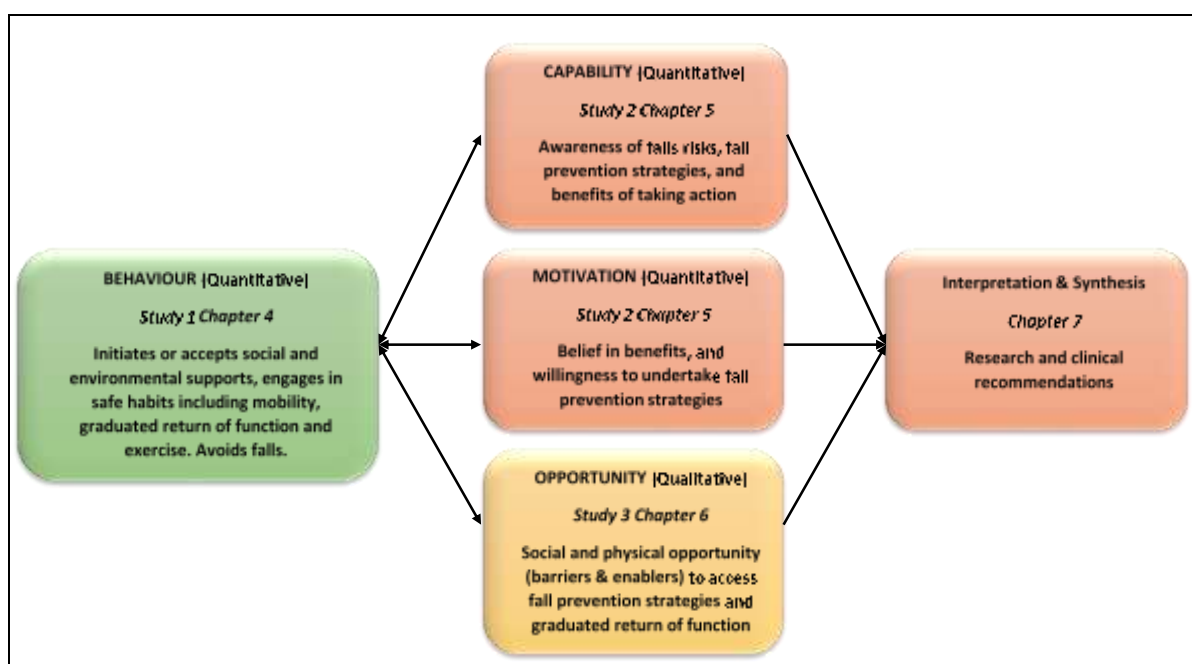 CAPABILITY (Quantitative)
Study 2 Chapter 5
Awareness of falls risks, fall
prevention strategies, and
benefits of taking action
BEHAVIOUR (Quantitative)
Study 1 Chapter 4
Initiates or accepts social and
environmental supports, engages in
safe habits including mobility,
graduated return of function and
exercise. Avoids falls.
MOTIVATION (Quantitative)
Study 2 Chapter 5
Belief in benefits, and
willingness to undertake fall
prevention strategies
OPPORTUNITY (Qualitative)
Study 3 Chapter 6
Social and physical opportunity
(barriers & enablers) to access
fall prevention strategies and
graduated return of function
Interpretation & Synthesis
Chapter 7
Research and clinical
recommendations